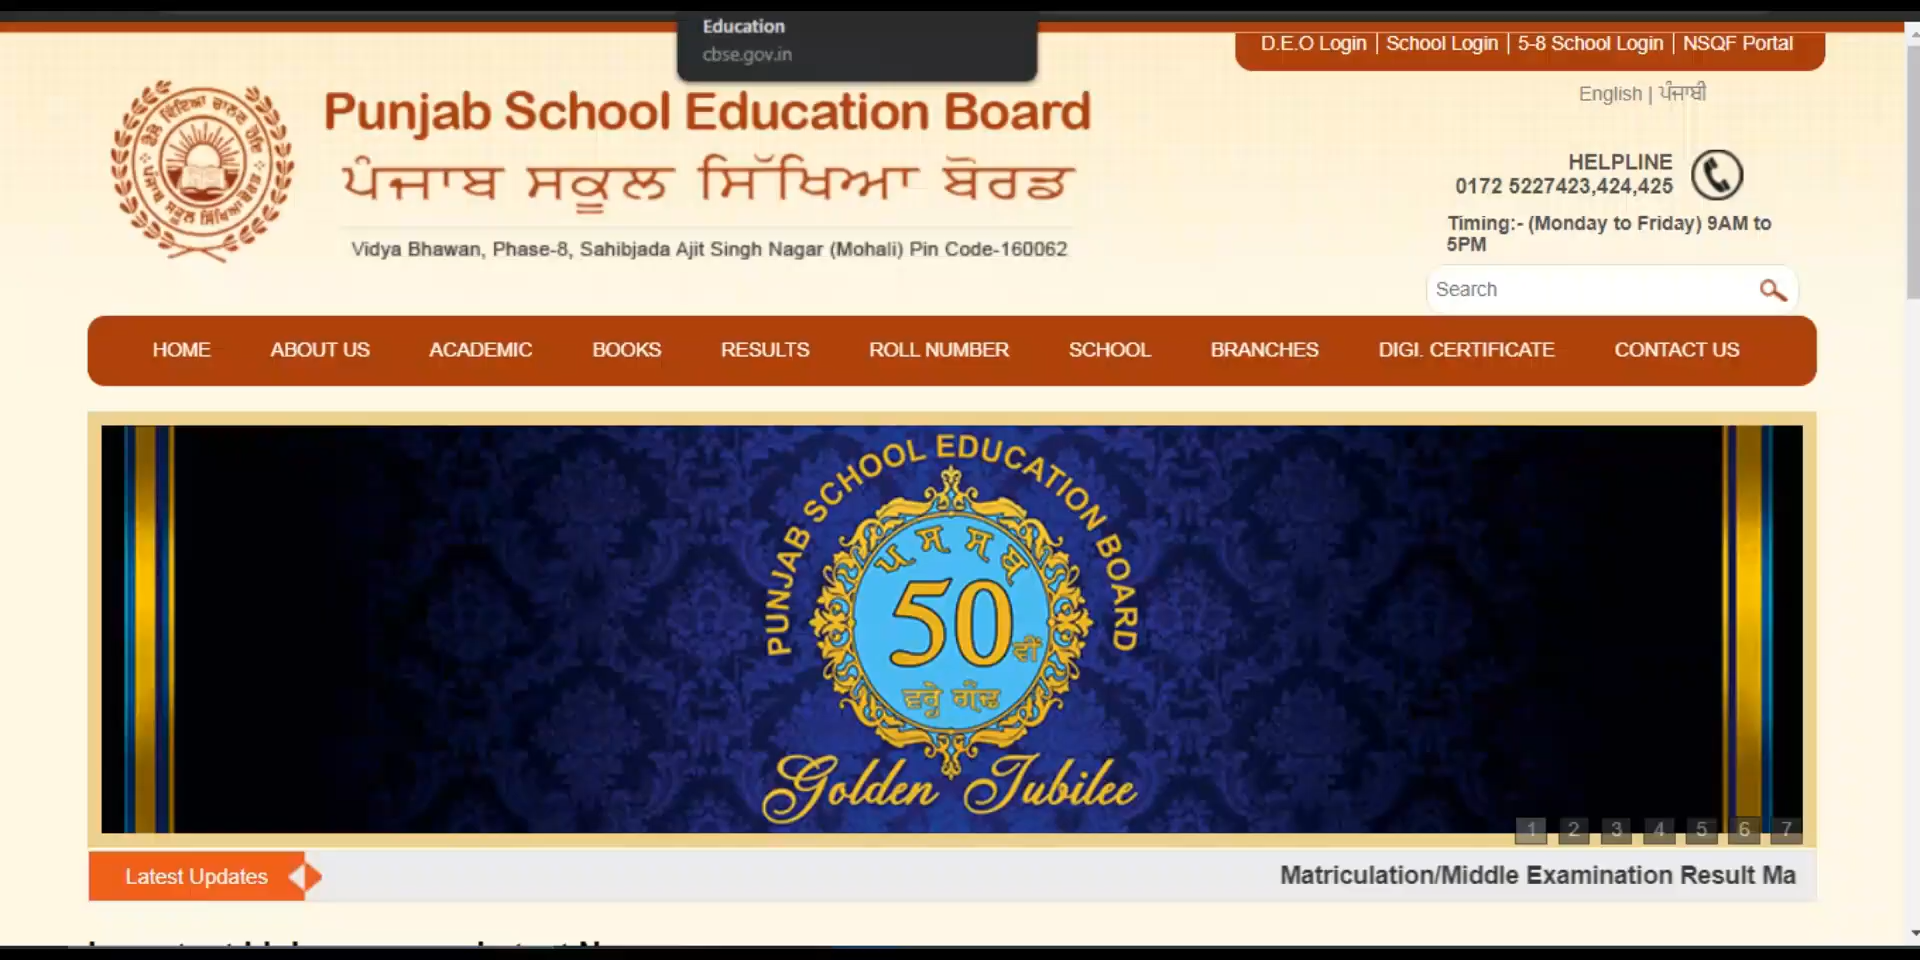 Education
cbse.gov.in
D.E.O Login | School Login | 5-8 School Login | NSQF Portal
English | ਪੰਜਾਬੀ
Punjab School Education Board
ਪੰਜਾਬ ਸਕੂਲ ਸਿੱਖਿਆ ਬੋਰਡ
Vidya Bhawan, Phase-8, Sahibjada Ajit Singh Nagar (Mohali) Pin Code-160062
HELPLINE
0172 5227423,424,425
Timing:- (Monday to Friday) 9AM to
5PM
Search
HOME ABOUT US ACADEMIC BOOKS RESULTS ROLL NUMBER SCHOOL BRANCHES DIGI. CERTIFICATE CONTACT US
PUNJAB SCHOOL EDUCATION BOARD
ਪ ਸ ਸ ਬ
50ਵੀਂ
ਵਰ੍ਹੇ ਗੰਢ
Golden Jubilee
1 2 3 4 5 6 7
Latest Updates
Matriculation/Middle Examination Result Ma